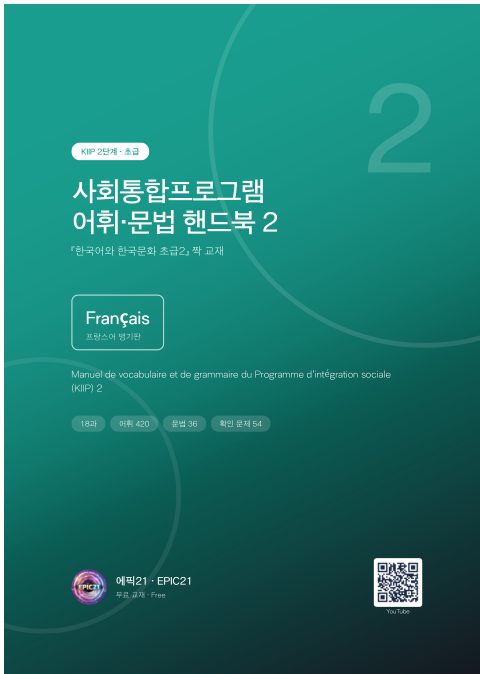 2
KIIP 2단계 · 초급
사회통합프로그램
어휘·문법 핸드북 2
『한국어와 한국문화 초급2』 짝 교재
Français
프랑스어 병기판
Manuel de vocabulaire et de grammaire du Programme d'intégration sociale
(KIIP) 2
18과 어휘 420 문법 36 확인 문제 54
EPIC21
에픽21 · EPIC21
무료 교재 · Free
YouTube